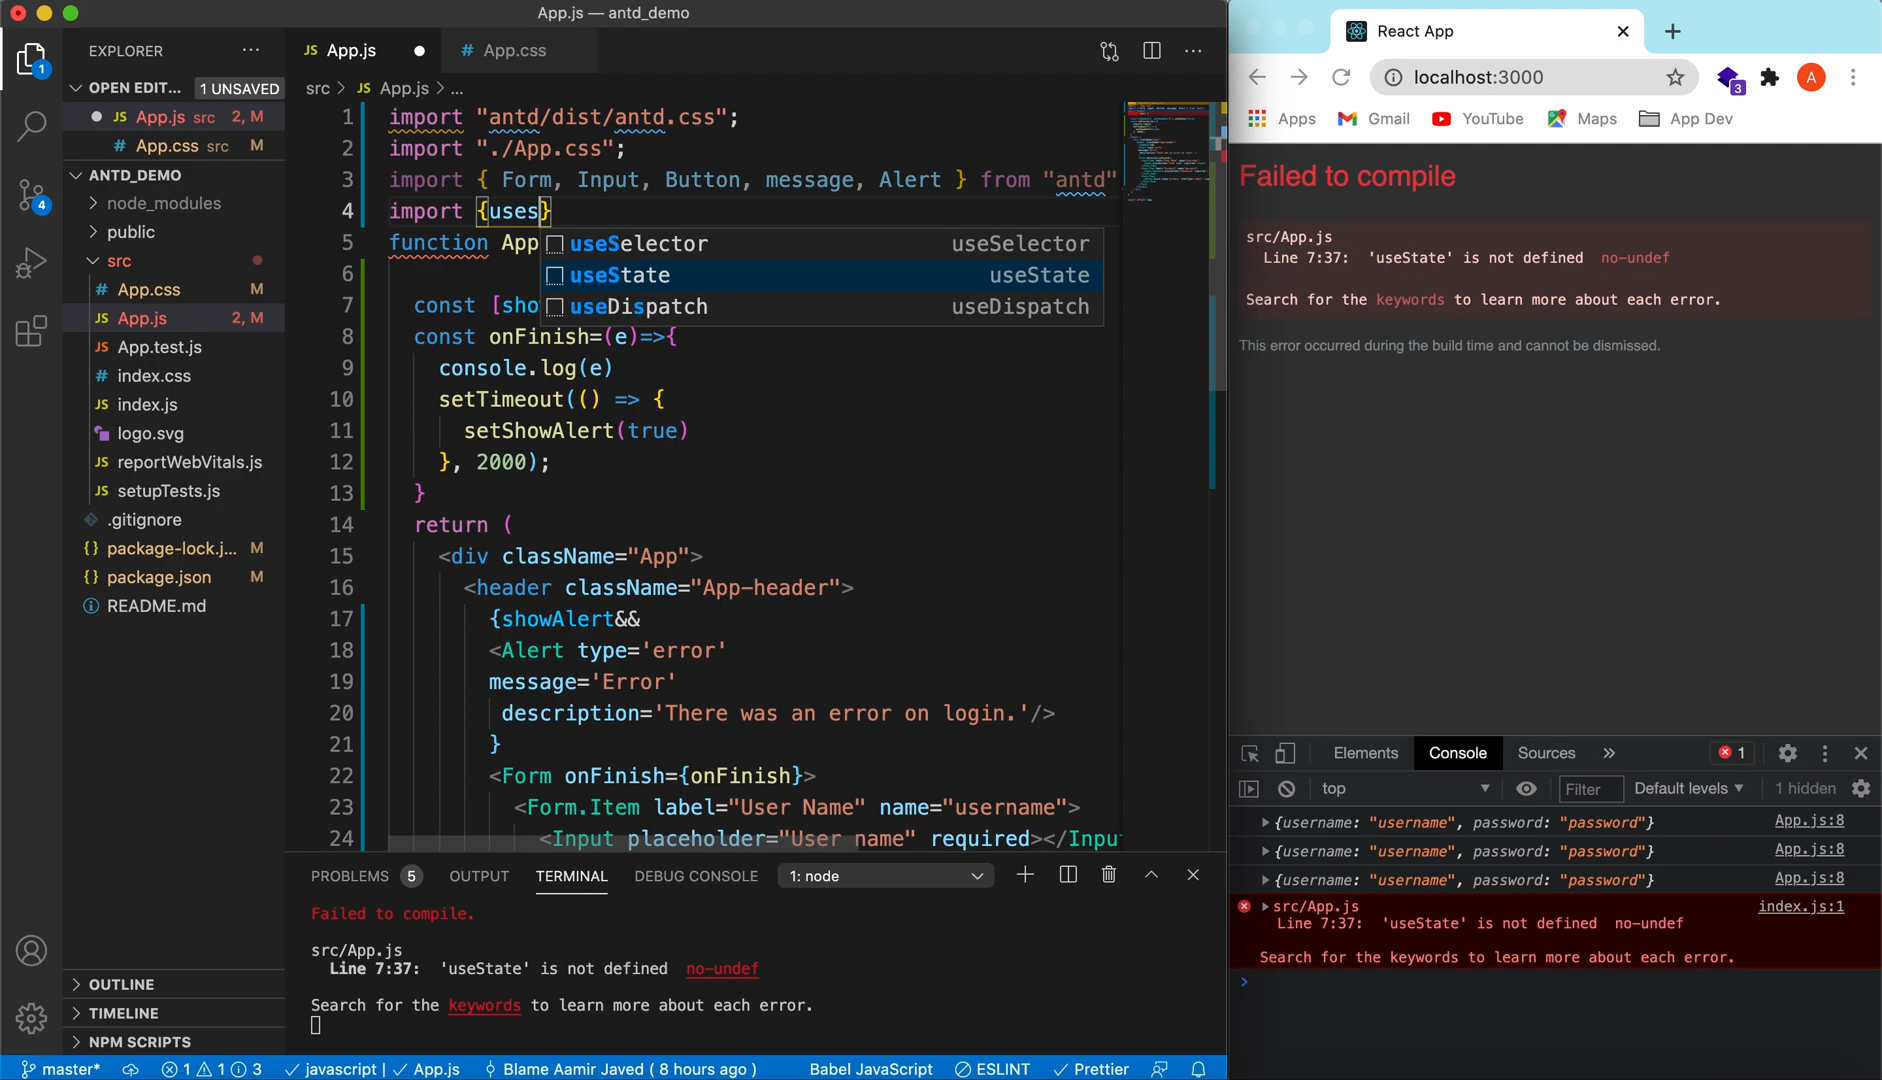 App.js — antd_demo
React App
EXPLORER
JS App.js
# App.css
localhost:3000
A
3
1
OPEN EDIT...
1 UNSAVED
src > JS App.js > ...
Apps
Gmail
YouTube
Maps
App Dev
JS App.js src 2, M
# App.css src M
ANTD_DEMO
node_modules
public
src
# App.css M
JS App.js 2, M
JS App.test.js
# index.css
JS index.js
logo.svg
JS reportWebVitals.js
JS setupTests.js
.gitignore
{} package-lock.j... M
{} package.json M
README.md
4
OUTLINE
TIMELINE
NPM SCRIPTS
1 import "antd/dist/antd.css";
2 import "./App.css";
3 import { Form, Input, Button, message, Alert } from "antd"
4 import {uses}
5 function App
useSelector useSelector
useState useState
useDispatch useDispatch
6
7 const [sho
8 const onFinish=(e)=>{
9 console.log(e)
10 setTimeout(() => {
11 setShowAlert(true)
12 }, 2000);
13 }
14 return (
15 <div className="App">
16 <header className="App-header">
17 {showAlert&&
18 <Alert type='error'
19 message='Error'
20 description='There was an error on login.'/>
21 }
22 <Form onFinish={onFinish}>
23 <Form.Item label="User Name" name="username">
24 <Input placeholder="User name" required></Inpu
PROBLEMS 5 OUTPUT TERMINAL DEBUG CONSOLE 1: node
Failed to compile.
src/App.js
Line 7:37: 'useState' is not defined no-undef
Search for the keywords to learn more about each error.
Failed to compile
src/App.js
Line 7:37: 'useState' is not defined no-undef
Search for the keywords to learn more about each error.
This error occurred during the build time and cannot be dismissed.
Elements Console Sources » 1
top Filter Default levels 1 hidden
{username: "username", password: "password"} App.js:8
{username: "username", password: "password"} App.js:8
{username: "username", password: "password"} App.js:8
src/App.js index.js:1
Line 7:37: 'useState' is not defined no-undef
Search for the keywords to learn more about each error.
master* 1 1 3 javascript | App.js Blame Aamir Javed ( 8 hours ago ) Babel JavaScript ESLINT Prettier